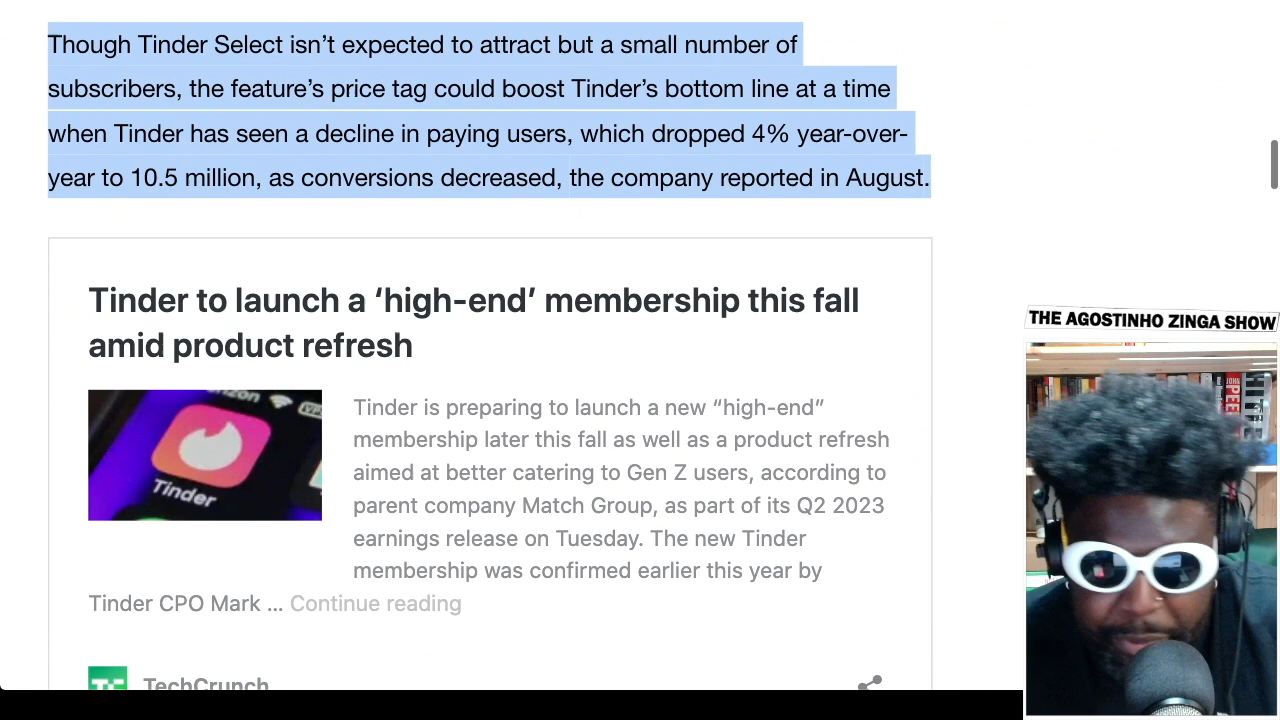 Though Tinder Select isn’t expected to attract but a small number of
subscribers, the feature’s price tag could boost Tinder’s bottom line at a time
when Tinder has seen a decline in paying users, which dropped 4% year-over-
year to 10.5 million, as conversions decreased, the company reported in August.
Tinder to launch a ‘high-end’ membership this fall
amid product refresh
Tinder
Tinder is preparing to launch a new “high-end”
membership later this fall as well as a product refresh
aimed at better catering to Gen Z users, according to
parent company Match Group, as part of its Q2 2023
earnings release on Tuesday. The new Tinder
membership was confirmed earlier this year by
Tinder CPO Mark ... Continue reading
TechCrunch
THE AGOSTINHO ZINGA SHOW